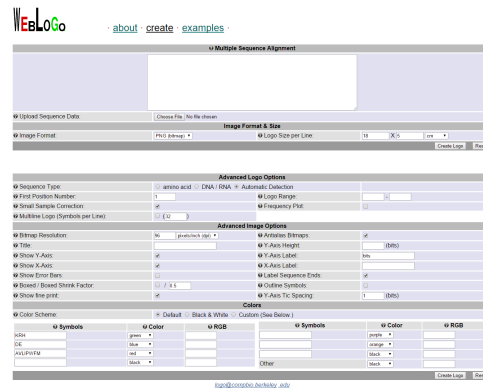 WEBLOGO
· about · create · examples ·
Multiple Sequence Alignment
Upload Sequence Data: Choose File No file chosen
Image Format & Size
Image Format: PNG (bitmap) Logo Size per Line: 18 X 5 cm
Create Logo Res
Advanced Logo Options
Sequence Type: amino acid DNA / RNA Automatic Detection
First Position Number: 1 Logo Range: -
Small Sample Correction: Frequency Plot:
Multiline Logo (Symbols per Line): ( 32 )
Advanced Image Options
Bitmap Resolution: 96 pixels/inch (dpi) Antialias Bitmaps:
Title: Y-Axis Height: (bits)
Show Y-Axis: Y-Axis Label: bits
Show X-Axis: X-Axis Label:
Show Error Bars: Label Sequence Ends:
Boxed / Boxed Shrink Factor: / 0.5 Outline Symbols:
Show fine print: Y-Axis Tic Spacing: 1 (bits)
Colors
Color Scheme: Default Black & White Custom (See Below.)
Symbols Color RGB Symbols Color RGB
KRH green purple
DE blue orange
AVLIPWFM red black
black Other black
Create Logo Res
logo@compbio.berkeley.edu